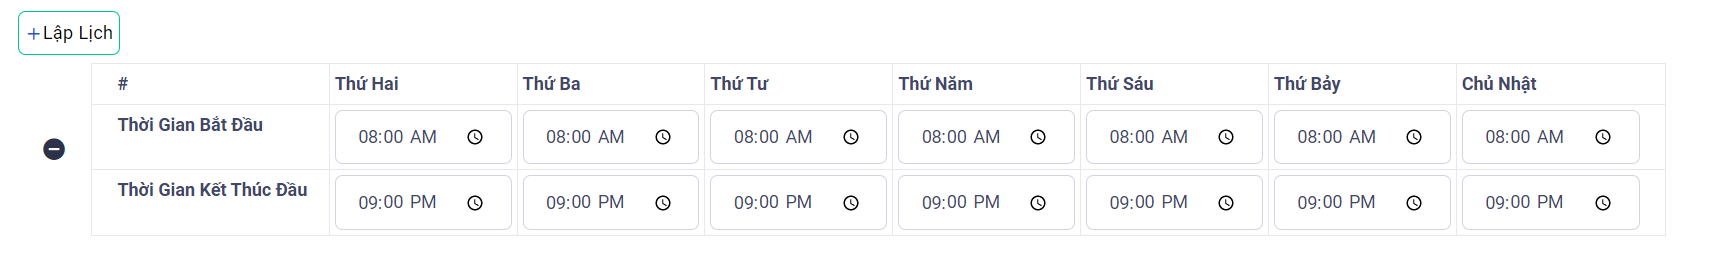 +Lập Lịch
# Thứ Hai Thứ Ba Thứ Tư Thứ Năm Thứ Sáu Thứ Bảy Chủ Nhật
Thời Gian Bắt Đầu 08:00 AM 08:00 AM 08:00 AM 08:00 AM 08:00 AM 08:00 AM 08:00 AM
Thời Gian Kết Thúc Đầu 09:00 PM 09:00 PM 09:00 PM 09:00 PM 09:00 PM 09:00 PM 09:00 PM